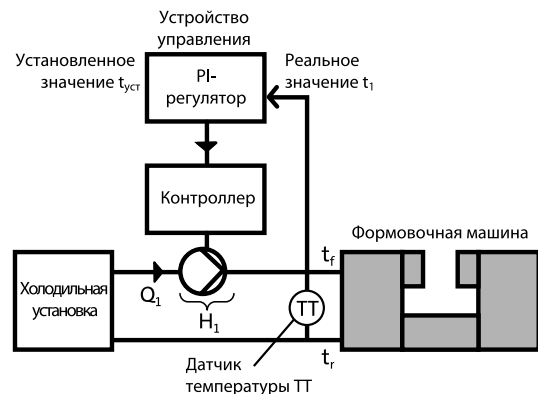 Устройство
управления
Установленное
значение tуст
PI-
регулятор
Реальное
значение t1
Контроллер
Формовочная машина
Холодильная
установка
Q1
H1
tf
TT
tr
Датчик
температуры TT